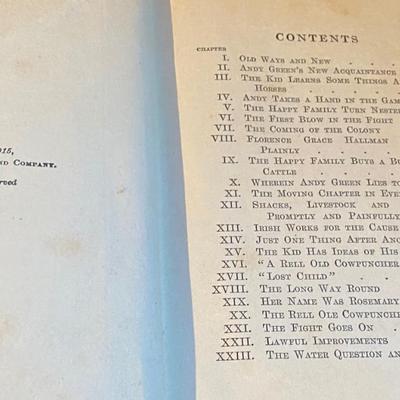 915,
ND COMPANY.
rved
CONTENTS
CHAPTER
I. OLD WAYS AND NEW . . .
II. ANDY GREEN'S NEW ACQUAINTANCE
III. THE KID LEARNS SOME THINGS A
HORSES . . . . .
IV. ANDY TAKES A HAND IN THE GAM
V. THE HAPPY FAMILY TURN NESTER
VI. THE FIRST BLOW IN THE FIGHT
VII. THE COMING OF THE COLONY
VIII. FLORENCE GRACE HALLMAN
PLAINLY . . . .
IX. THE HAPPY FAMILY BUYS A BU
CATTLE . . . .
X. WHEREIN ANDY GREEN LIES TO
XI. THE MOVING CHAPTER IN EVE
XII. SHACKS, LIVESTOCK AND
PROMPTLY AND PAINFULLY
XIII. IRISH WORKS FOR THE CAUSE
XIV. JUST ONE THING AFTER ANO
XV. THE KID HAS IDEAS OF HIS
XVI. "A RELL OLD COWPUNCHER
XVII. "LOST CHILD" . . .
XVIII. THE LONG WAY ROUND
XIX. HER NAME WAS ROSEMARY
XX. THE RELL OLE COWPUNCHE
XXI. THE FIGHT GOES ON .
XXII. LAWFUL IMPROVEMENTS
XXIII. THE WATER QUESTION AN